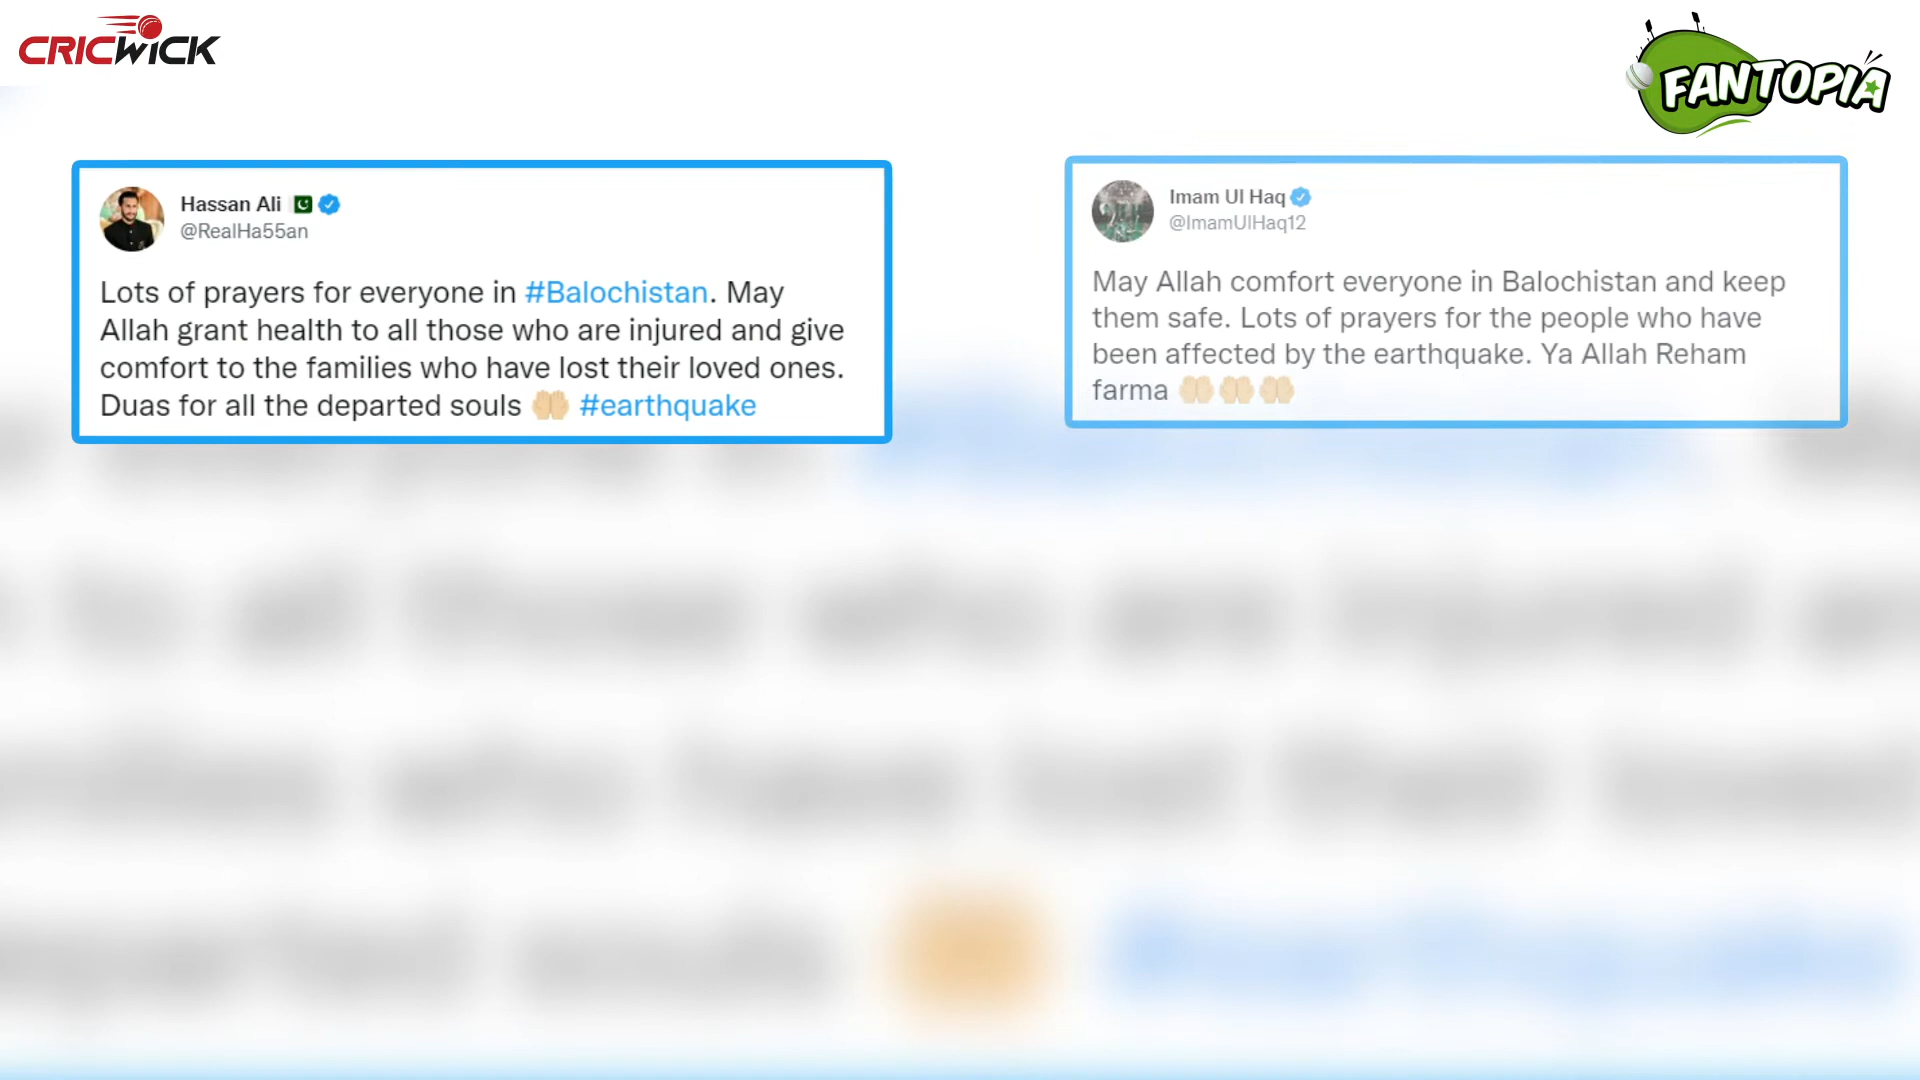 CRICWICK
FANTOPIA
Hassan Ali 🇵🇰
@RealHa55an
Lots of prayers for everyone in #Balochistan. May
Allah grant health to all those who are injured and give
comfort to the families who have lost their loved ones.
Duas for all the departed souls 🤲🏼 #earthquake
Imam Ul Haq
@ImamUlHaq12
May Allah comfort everyone in Balochistan and keep
them safe. Lots of prayers for the people who have
been affected by the earthquake. Ya Allah Reham
farma 🤲🏼🤲🏼🤲🏼